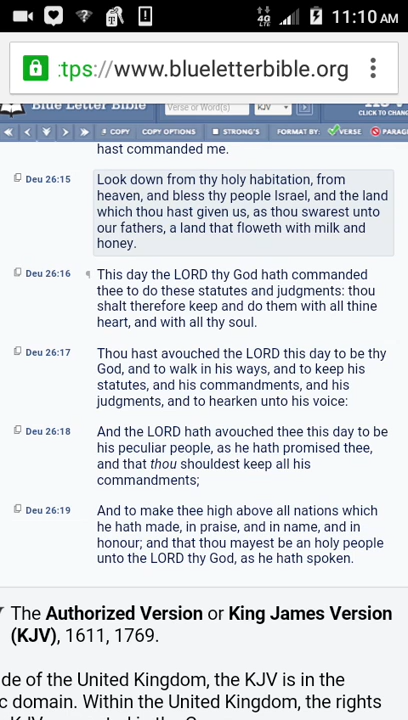 4G
LTE
11:10 AM
tps://www.blueletterbible.org
Blue Letter Bible
Verse or Word(s)
KJV
CLICK TO CHANG
COPY COPY OPTIONS STRONG'S FORMAT BY: VERSE PARAG
hast commanded me.
Deu 26:15 Look down from thy holy habitation, from
heaven, and bless thy people Israel, and the land
which thou hast given us, as thou swarest unto
our fathers, a land that floweth with milk and
honey.
Deu 26:16 ¶ This day the LORD thy God hath commanded
thee to do these statutes and judgments: thou
shalt therefore keep and do them with all thine
heart, and with all thy soul.
Deu 26:17 Thou hast avouched the LORD this day to be thy
God, and to walk in his ways, and to keep his
statutes, and his commandments, and his
judgments, and to hearken unto his voice:
Deu 26:18 And the LORD hath avouched thee this day to be
his peculiar people, as he hath promised thee,
and that thou shouldest keep all his
commandments;
Deu 26:19 And to make thee high above all nations which
he hath made, in praise, and in name, and in
honour; and that thou mayest be an holy people
unto the LORD thy God, as he hath spoken.
The Authorized Version or King James Version
(KJV), 1611, 1769.
de of the United Kingdom, the KJV is in the
c domain. Within the United Kingdom, the rights